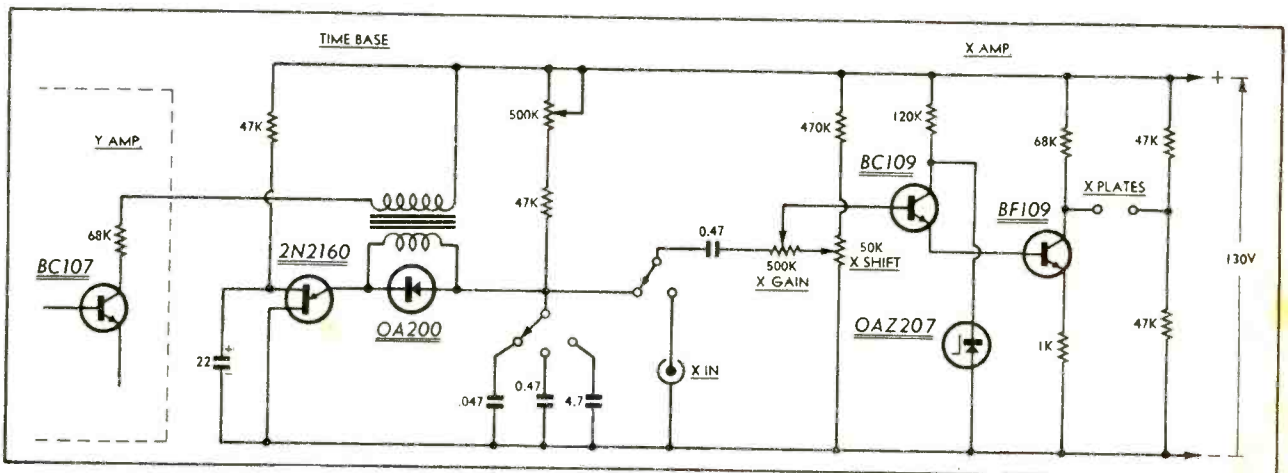 TIME BASE
X AMP.
+
47K
500K
470K
120K
68K
47K
Y AMP.
BC109
X PLATES
BF109
130V
68K
47K
BC107
2N2160
0.47
500K
X GAIN
50K
X SHIFT
OA200
OAZ207
1K
47K
22
+
−
.047
0.47
4.7
X IN
−